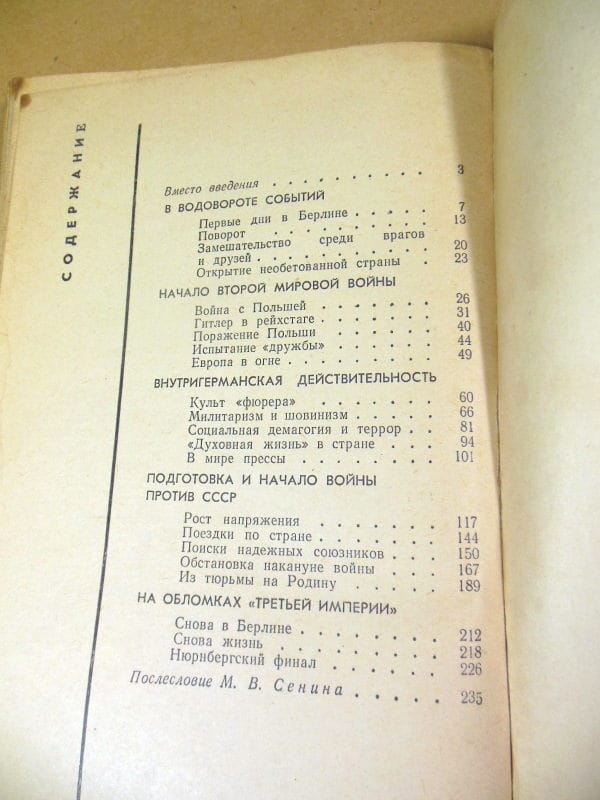 СОДЕРЖАНИЕ
Вместо введения . . . . . . . . . . 3
В ВОДОВОРОТЕ СОБЫТИЙ
Первые дни в Берлине . . . . . 7
Поворот . . . . . . . . . 13
Замешательство среди врагов
и друзей . . . . . . . . . . 20
Открытие необетованной страны . 23
НАЧАЛО ВТОРОЙ МИРОВОЙ ВОЙНЫ
Война с Польшей . . . . . . . 26
Гитлер в рейхстаге . . . . . . . 31
Поражение Польши . . . . . . 40
Испытание «дружбы» . . . . . . 44
Европа в огне . . . . . . . . 49
ВНУТРИГЕРМАНСКАЯ ДЕЙСТВИТЕЛЬНОСТЬ
Культ «фюрера» . . . . . . . 60
Милитаризм и шовинизм . . . . . 66
Социальная демагогия и террор . . 81
«Духовная жизнь» в стране . . . . 94
В мире прессы . . . . . . . . 101
ПОДГОТОВКА И НАЧАЛО ВОЙНЫ
ПРОТИВ СССР
Рост напряжения . . . . . . . 117
Поездки по стране . . . . . . . 144
Поиски надежных союзников . . . 150
Обстановка накануне войны . . . 167
Из тюрьмы на Родину . . . . . 189
НА ОБЛОМКАХ «ТРЕТЬЕЙ ИМПЕРИИ»
Снова в Берлине . . . . . . . . 212
Снова жизнь . . . . . . . . . 218
Нюрнбергский финал . . . . . . . 226
Послесловие М. В. Сенина . . . . . 235